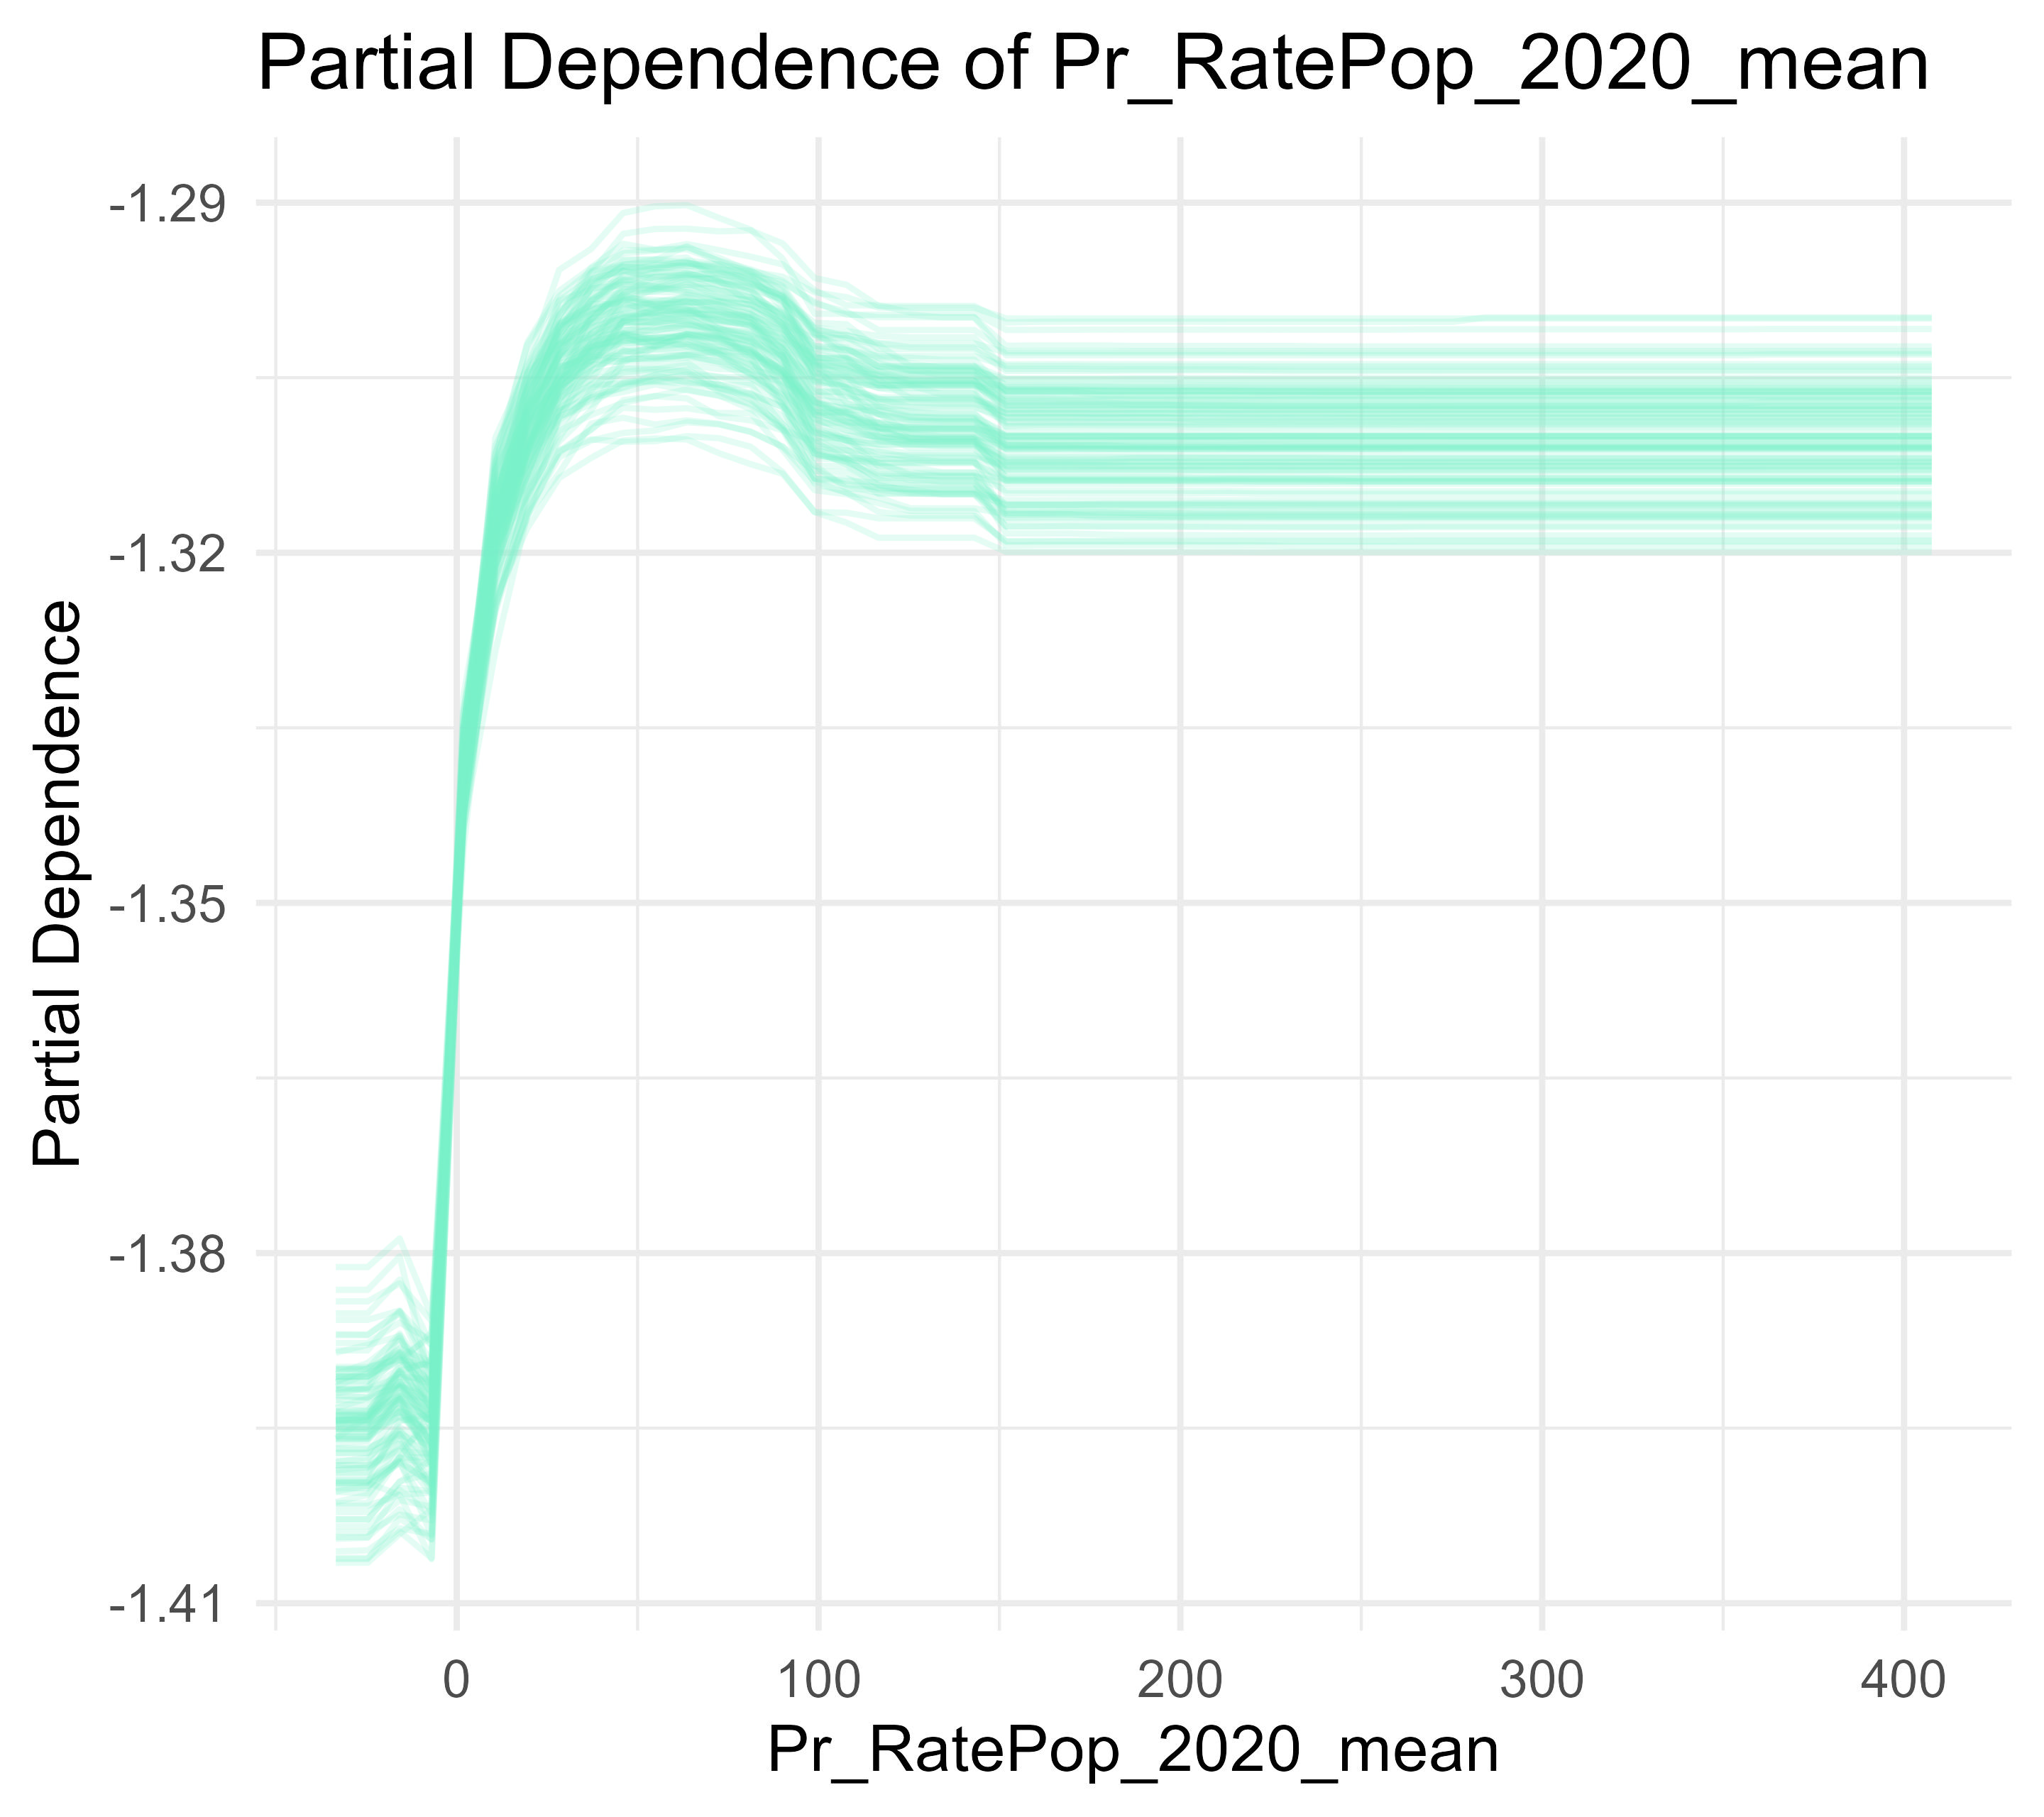 Partial Dependence of Pr_RatePop_2020_mean
-1.29
-1.32
-1.35
-1.38
-1.41
Partial Dependence
0 100 200 300 400
Pr_RatePop_2020_mean